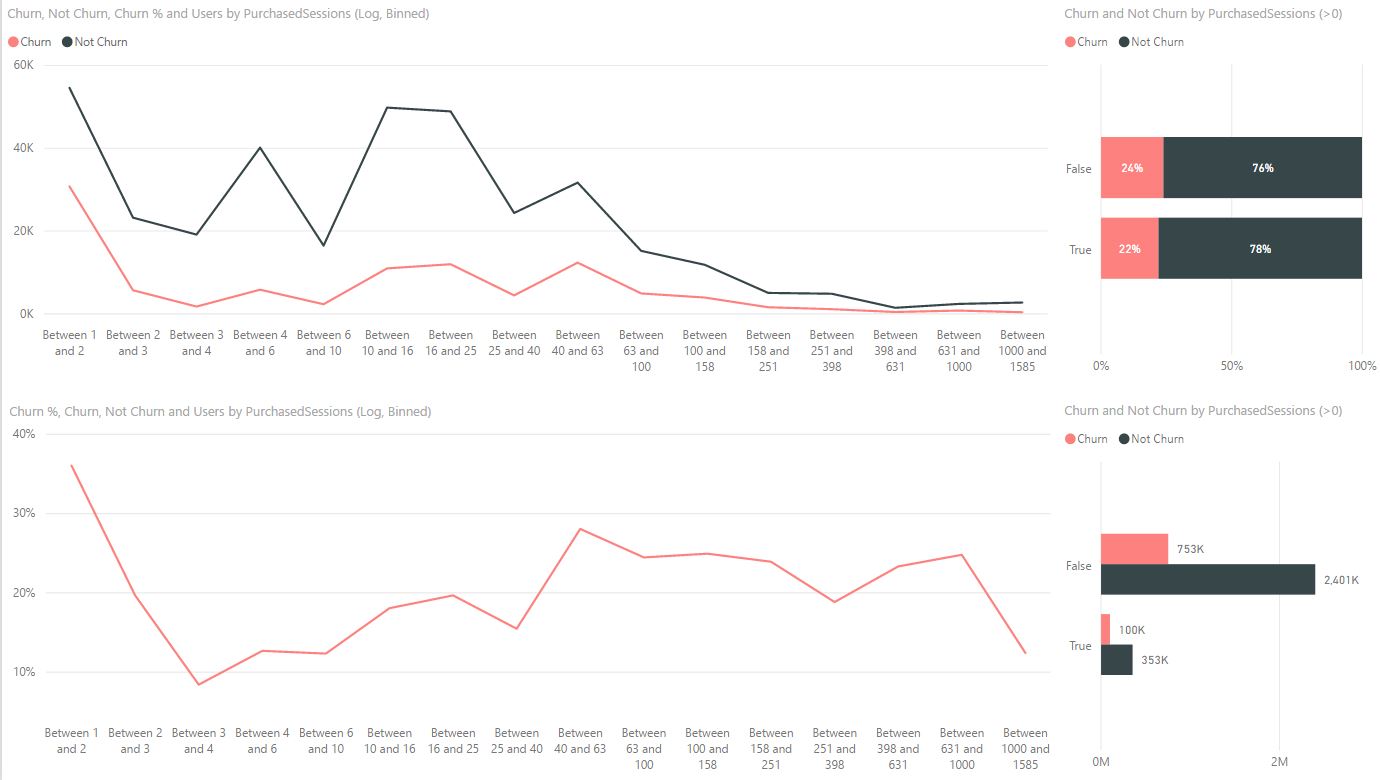 Churn, Not Churn, Churn % and Users by PurchasedSessions (Log, Binned)
Churn Not Churn
60K
40K
20K
0K
Between 1 Between 2 Between 3 Between 4 Between 6 Between Between Between Between Between Between Between Between Between Between Between
and 2 and 3 and 4 and 6 and 10 10 and 16 16 and 25 25 and 40 40 and 63 63 and 100 and 158 and 251 and 398 and 631 and 1000 and
100 158 251 398 631 1000 1585
Churn and Not Churn by PurchasedSessions (>0)
Churn Not Churn
False 24% 76%
True 22% 78%
0% 50% 100%
Churn %, Churn, Not Churn and Users by PurchasedSessions (Log, Binned)
40%
30%
20%
10%
Between 1 Between 2 Between 3 Between 4 Between 6 Between Between Between Between Between Between Between Between Between Between Between
and 2 and 3 and 4 and 6 and 10 10 and 16 16 and 25 25 and 40 40 and 63 63 and 100 and 158 and 251 and 398 and 631 and 1000 and
100 158 251 398 631 1000 1585
Churn and Not Churn by PurchasedSessions (>0)
Churn Not Churn
753K
False
2,401K
100K
True
353K
0M 2M